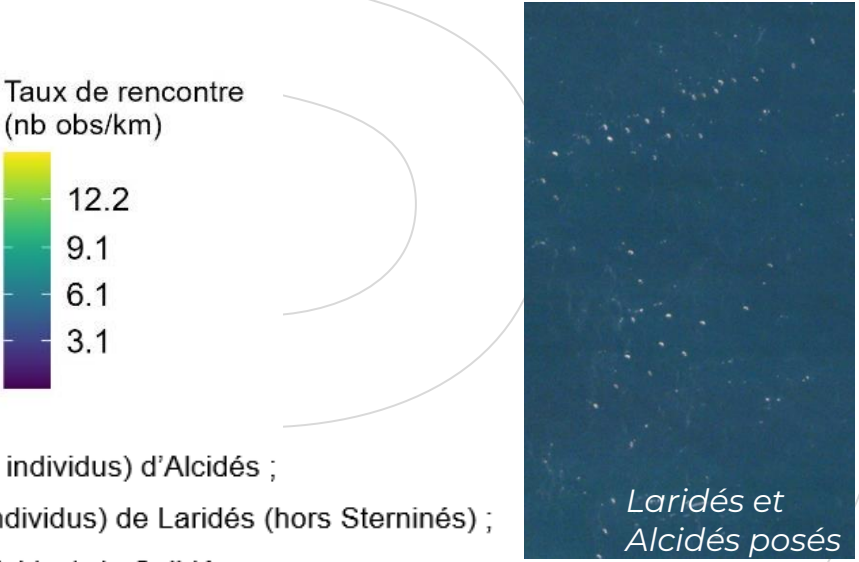 Taux de rencontre
(nb obs/km)
12.2
9.1
6.1
3.1
individus) d'Alcidés ;
ndividus) de Laridés (hors Sterninés) ;
Laridés et
Alcidés posés